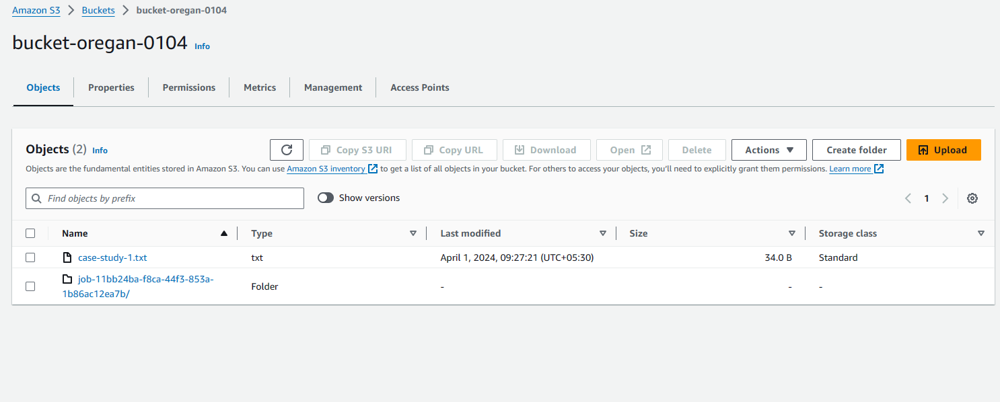 Amazon S3 > Buckets > bucket-oregan-0104
bucket-oregan-0104 Info
Objects Properties Permissions Metrics Management Access Points
Objects (2) Info Copy S3 URI Copy URL Download Open Delete Actions Create folder Upload
Objects are the fundamental entities stored in Amazon S3. You can use Amazon S3 inventory to get a list of all objects in your bucket. For others to access your objects, you'll need to explicitly grant them permissions. Learn more
Find objects by prefix Show versions 1
Name Type Last modified Size Storage class
case-study-1.txt txt April 1, 2024, 09:27:21 (UTC+05:30) 34.0 B Standard
job-11bb24ba-f8ca-44f3-853a-
1b86ac12ea7b/ Folder - - -